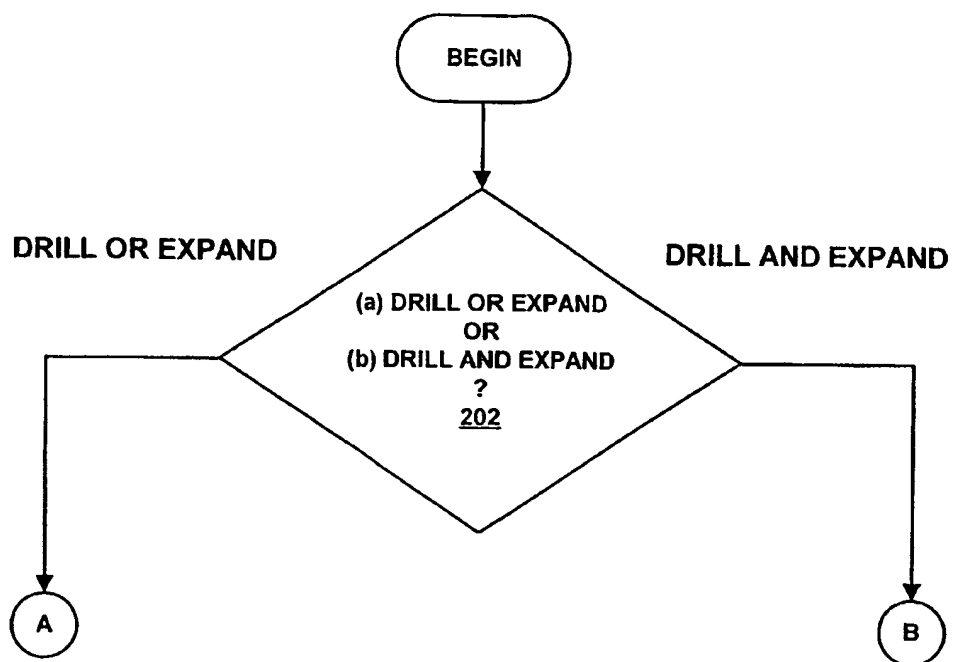 BEGIN
DRILL OR EXPAND
DRILL AND EXPAND
(a) DRILL OR EXPAND
OR
(b) DRILL AND EXPAND
?
202
A
B